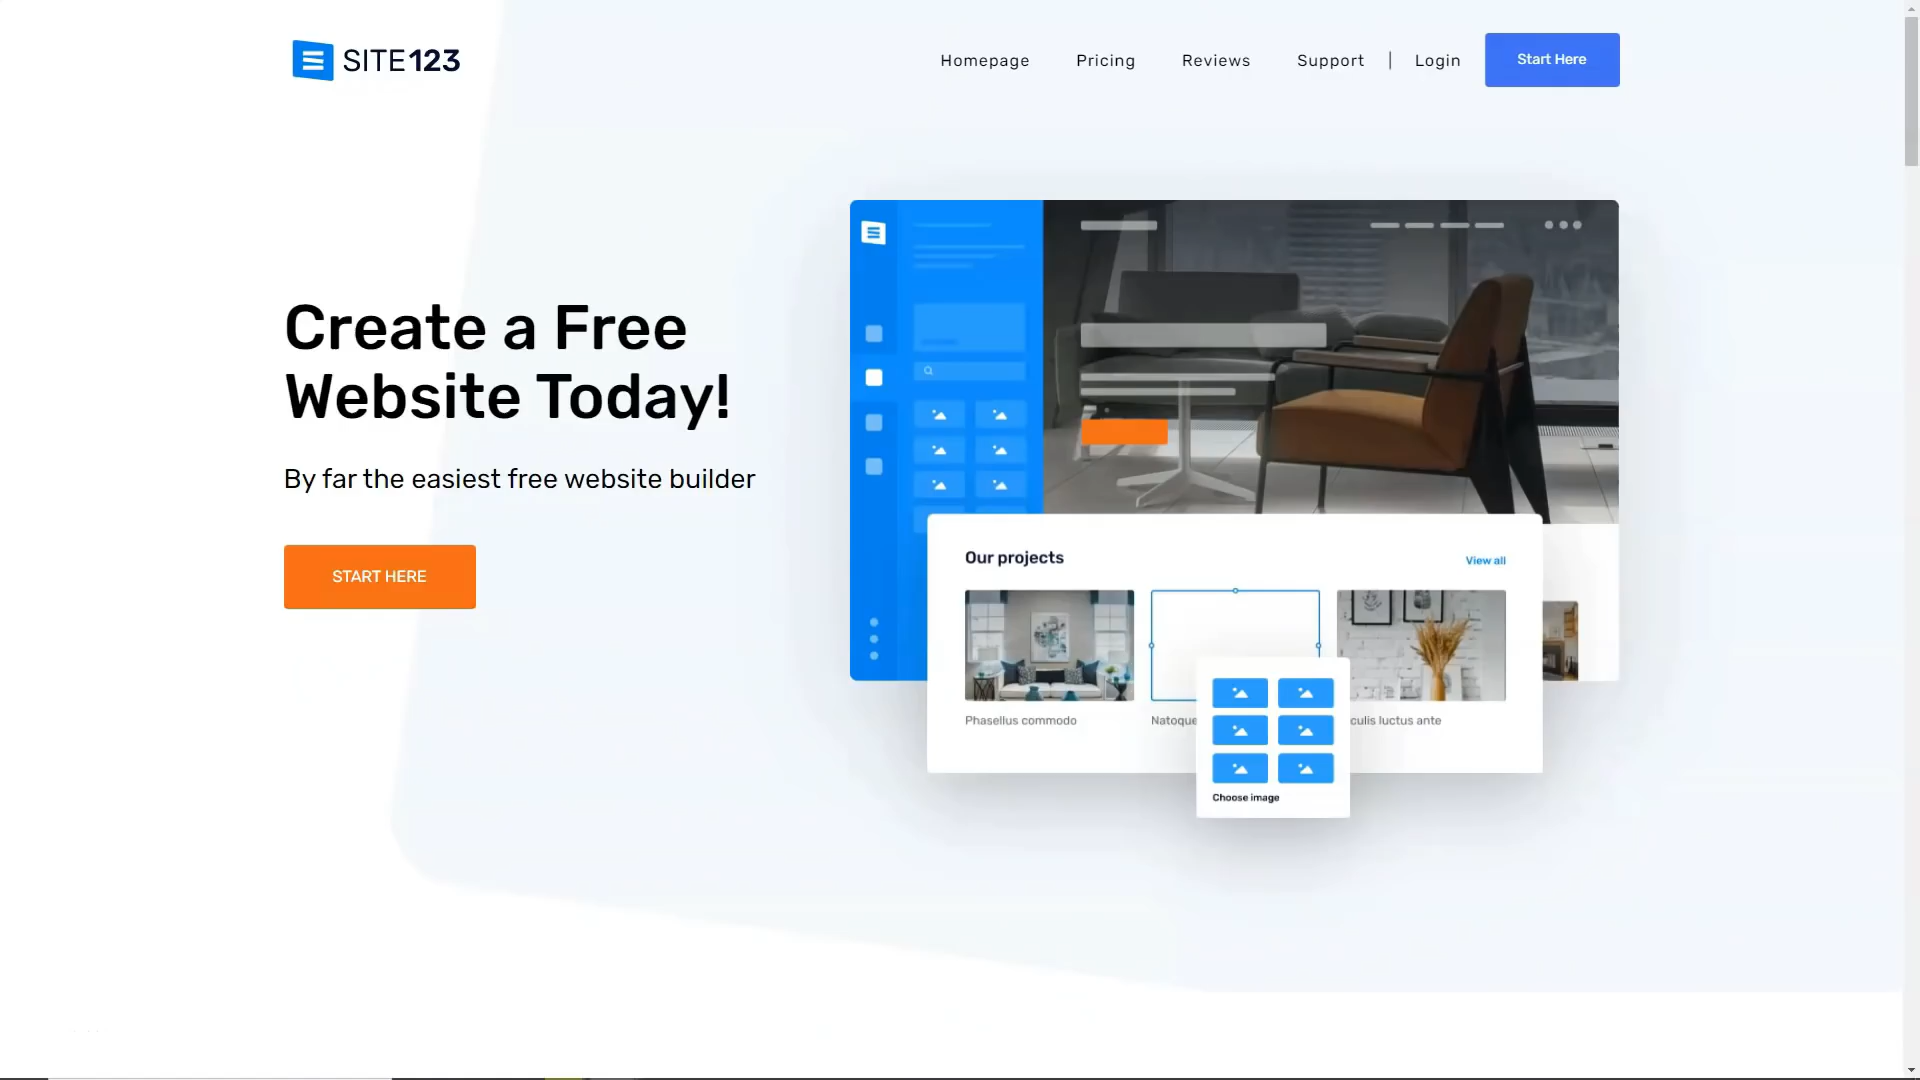 SITE123
Homepage
Pricing
Reviews
Support
|
Login
Start Here
Create a Free
Website Today!
By far the easiest free website builder
START HERE
Our projects
View all
Phasellus commodo
Natoque
culis luctus ante
Choose image